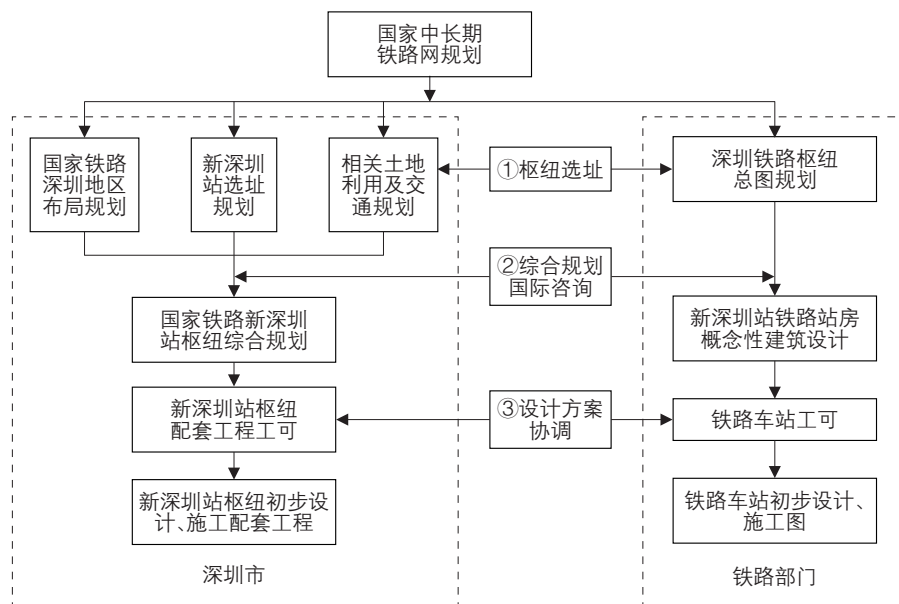 国家中长期
铁路网规划
国家铁路
深圳地区
布局规划
新深圳
站选址
规划
相关土地
利用及交
通规划
①枢纽选址
深圳铁路枢纽
总图规划
②综合规划
国际咨询
国家铁路新深圳
站枢纽综合规划
新深圳站铁路站房
概念性建筑设计
新深圳站枢纽
配套工程工可
③设计方案
协调
铁路车站工可
新深圳站枢纽初步设
计、施工配套工程
铁路车站初步设计、
施工图
深圳市
铁路部门